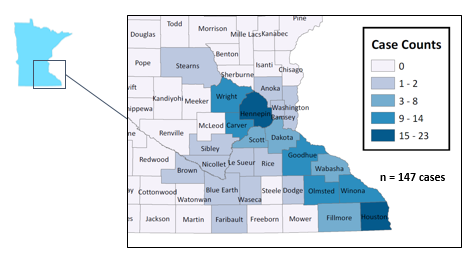 Todd
Morrison
Pine
Douglas
Mille Lacs
Kanabec
Benton
Pope
Stearns
Isanti
Sherburne
Chisago
Anoka
Wright
Kandiyohi
Meeker
Hennepin
Washington
Ramsey
McLeod
Carver
Renville
Dakota
Scott
Sibley
Redwood
Nicollet
Le Sueur
Rice
Goodhue
Wabasha
Brown
Cottonwood
Blue Earth
Waseca
Steele
Dodge
Olmsted
Winona
Watonwan
Jackson
Martin
Faribault
Freeborn
Mower
Fillmore
Houston
Case Counts
0
1 - 2
3 - 8
9 - 14
15 - 23
n = 147 cases